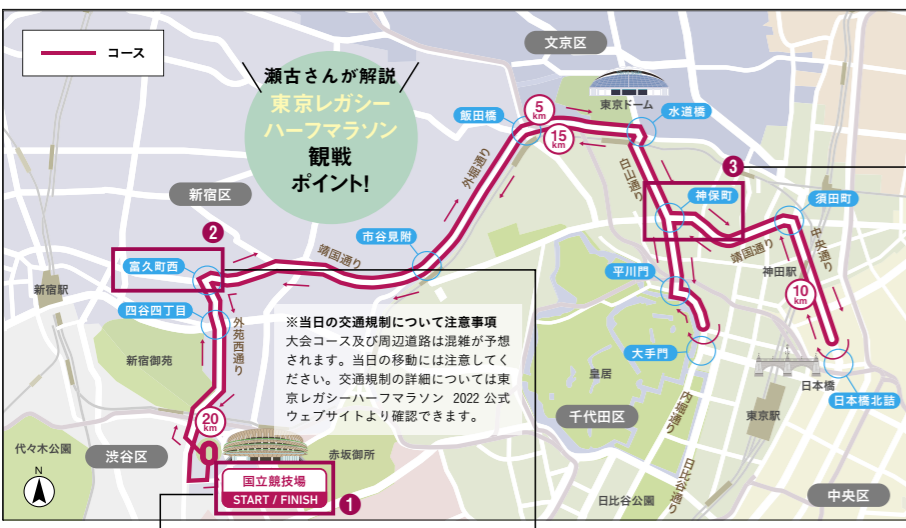 コース
瀬古さんが解説
東京レガシー
ハーフマラソン
観戦
ポイント!
文京区
東京ドーム
水道橋
飯田橋
5
km
15
km
外堀通り
白山通り
❸
新宿区
神保町
須田町
❷
市谷見附
靖国通り
靖国通り
中央通り
富久町西
平川門
神田駅
新宿駅
10
km
四谷四丁目
外苑西通り
※当日の交通規制について注意事項
大会コース及び周辺道路は混雑が予想
されます。当日の移動には注意してく
ださい。交通規制の詳細については東
京レガシーハーフマラソン 2022 公式
ウェブサイトより確認できます。
新宿御苑
大手門
皇居
日本橋
日本橋北詰
内堀通り
東京駅
千代田区
20
km
代々木公園
渋谷区
赤坂御所
日比谷通り
N
国立競技場
START / FINISH
❶
日比谷公園
中央区